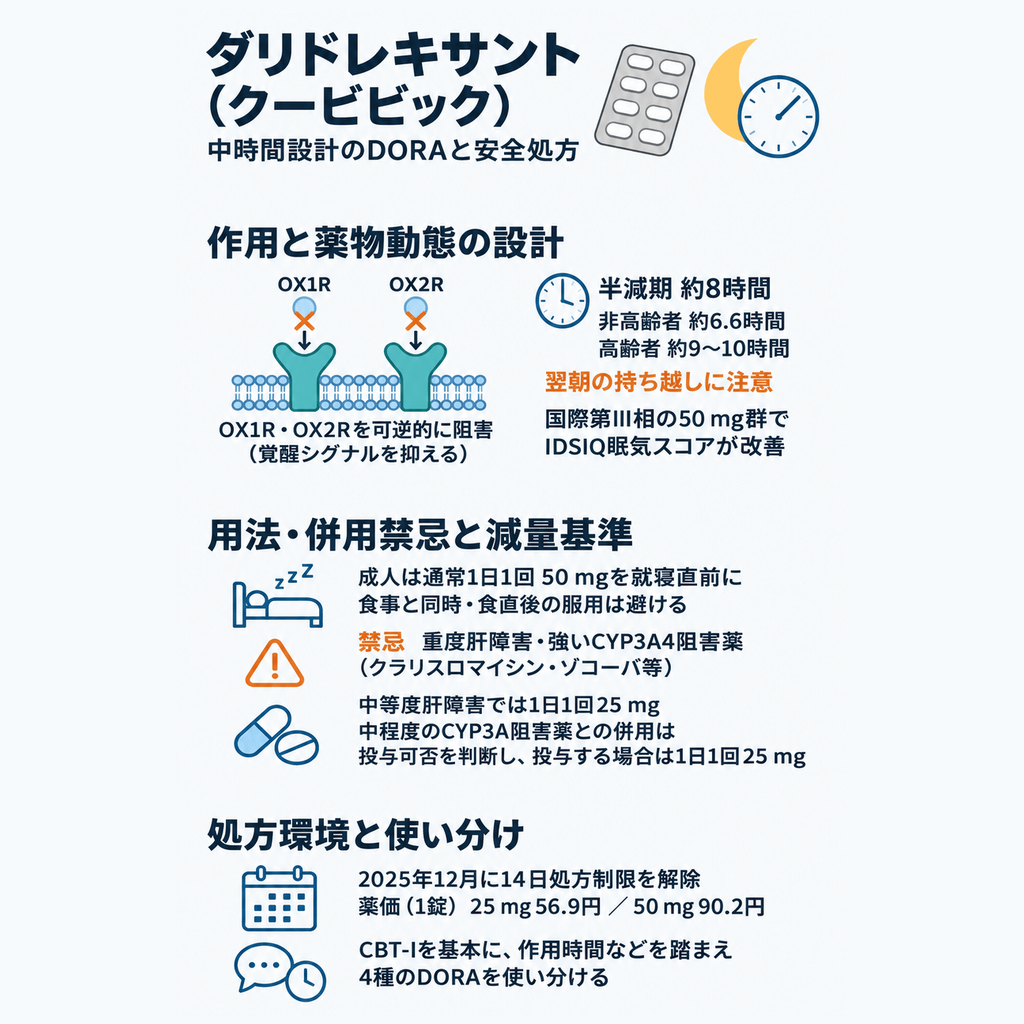 ダリドレキサント
（クービビック）
中時間設計のDORAと安全処方
作用と薬物動態の設計
OX1R
OX2R
OX1R・OX2Rを可逆的に阻害
（覚醒シグナルを抑える）
半減期 約8時間
非高齢者 約6.6時間
高齢者 約9～10時間
翌朝の持ち越しに注意
国際第Ⅲ相の50 mg群で
IDSIQ眠気スコアが改善
用法・併用禁忌と減量基準
z z Z
成人は通常1日1回 50 mgを就寝直前に
食事と同時・食直後の服用は避ける
禁忌 重度肝障害・強いCYP3A4阻害薬
（クラリスロマイシン・ゾコーバ等）
中等度肝障害では1日1回25 mg
中程度のCYP3A阻害薬との併用は
投与可否を判断し、投与する場合は1日1回25 mg
処方環境と使い分け
2025年12月に14日処方制限を解除
薬価（1錠） 25 mg 56.9円 ／ 50 mg 90.2円
CBT-Iを基本に、作用時間などを踏まえ
4種のDORAを使い分ける